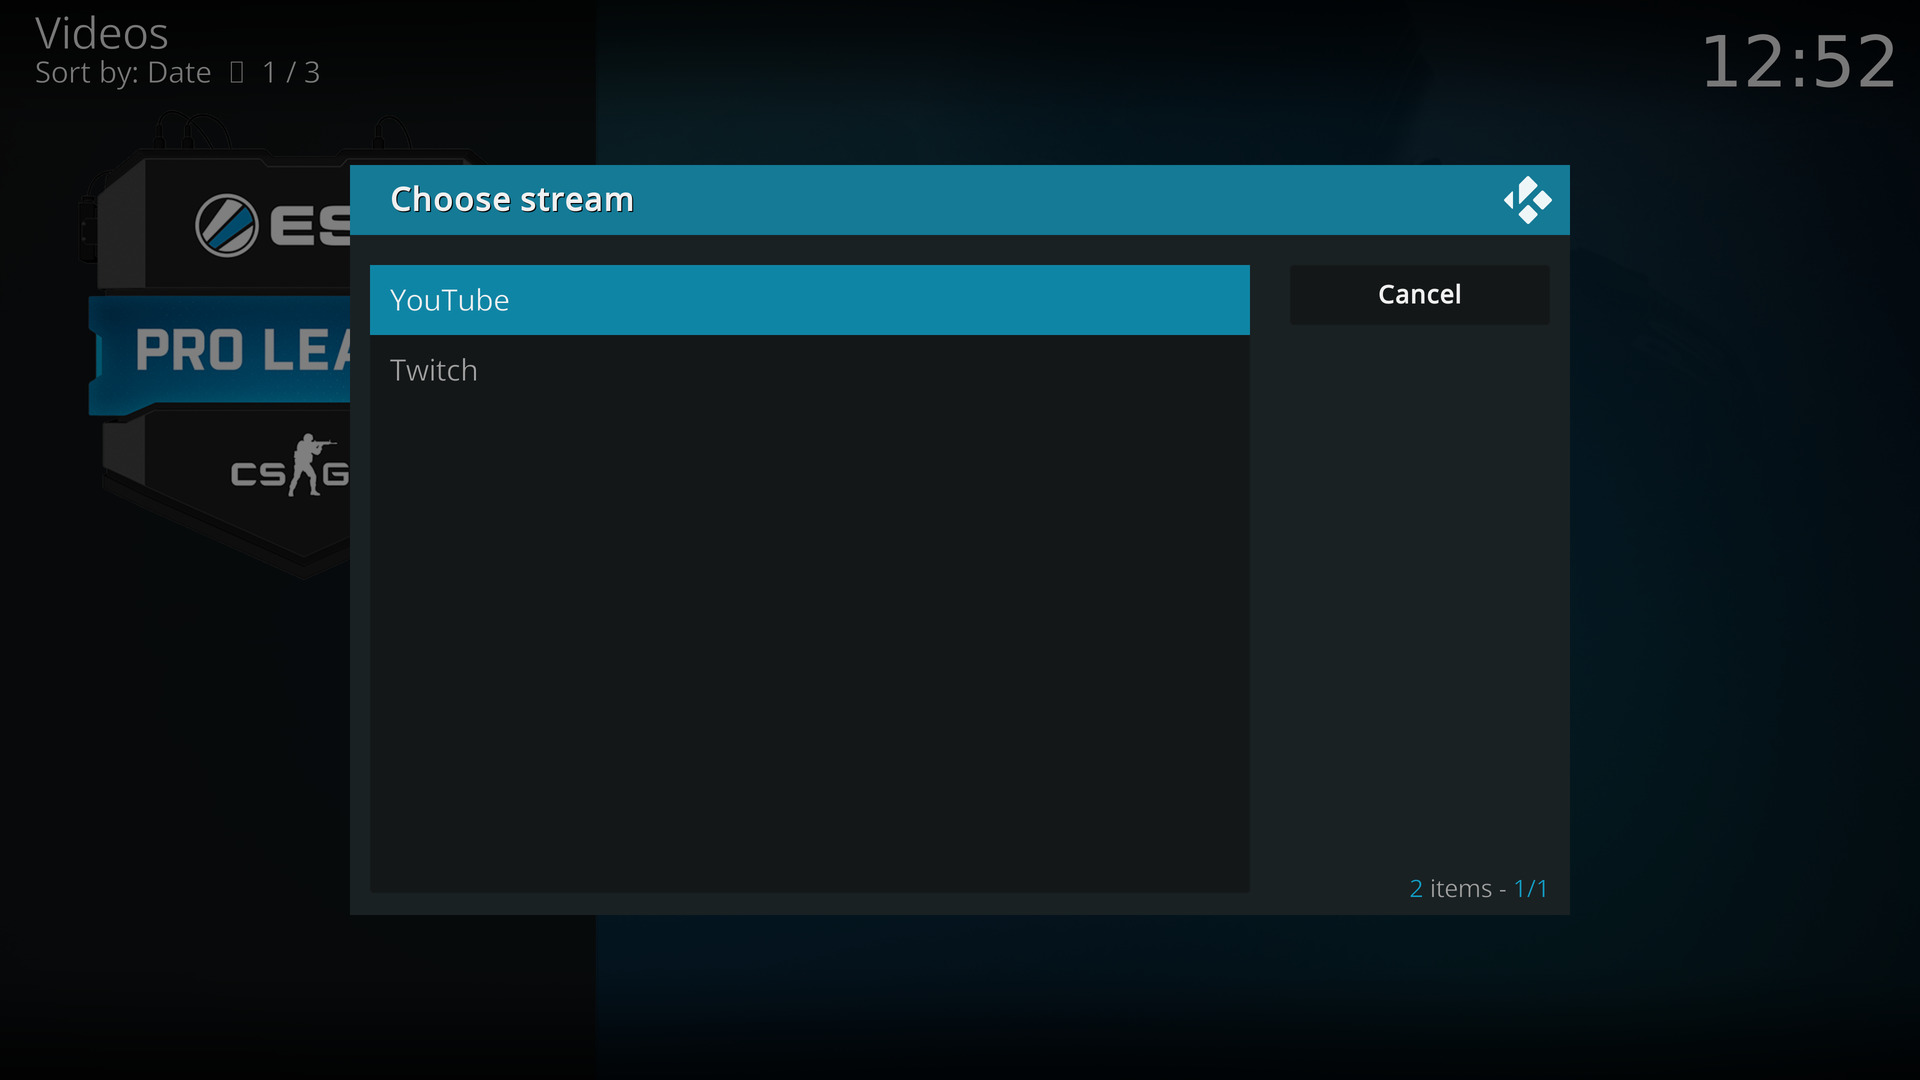 Videos
Sort by: Date 1 / 3
12:52
Choose stream
YouTube
Cancel
Twitch
ES
PRO LEA
CS G
2 items - 1/1